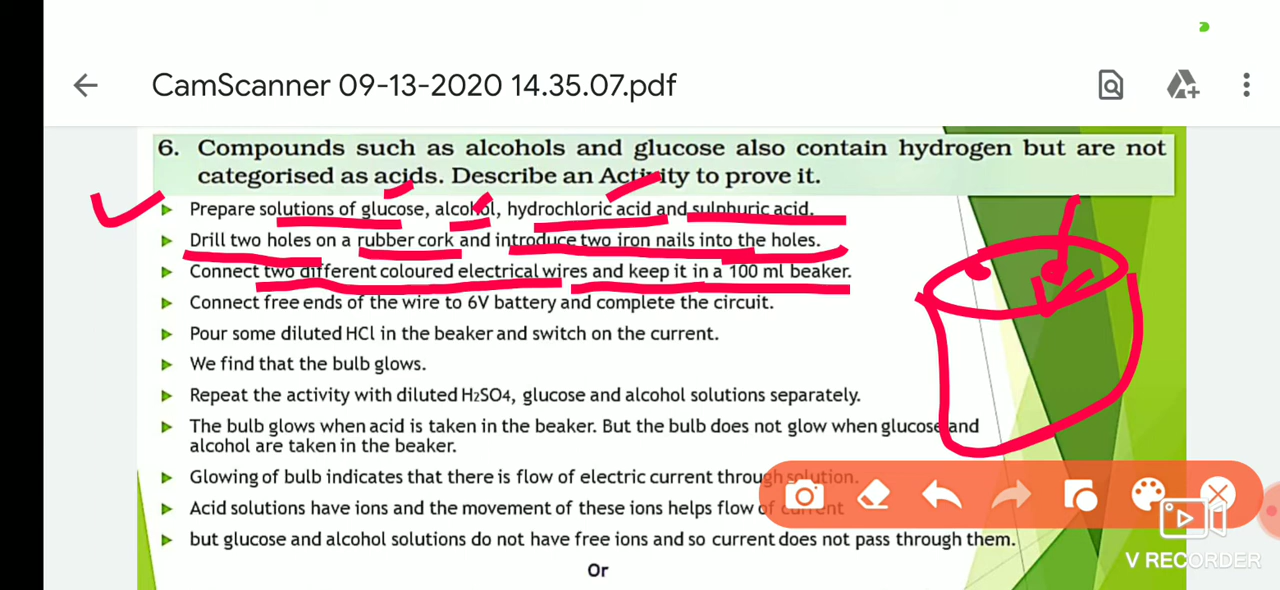 CamScanner 09-13-2020 14.35.07.pdf
6. Compounds such as alcohols and glucose also contain hydrogen but are not
categorised as acids. Describe an Activity to prove it.
Prepare solutions of glucose, alcohol, hydrochloric acid and sulphuric acid.
Drill two holes on a rubber cork and introduce two iron nails into the holes.
Connect two different coloured electrical wires and keep it in a 100 ml beaker.
Connect free ends of the wire to 6V battery and complete the circuit.
Pour some diluted HCl in the beaker and switch on the current.
We find that the bulb glows.
Repeat the activity with diluted H2SO4, glucose and alcohol solutions separately.
The bulb glows when acid is taken in the beaker. But the bulb does not glow when glucose and
alcohol are taken in the beaker.
Glowing of bulb indicates that there is flow of electric current through solution.
Acid solutions have ions and the movement of these ions helps flow of current
but glucose and alcohol solutions do not have free ions and so current does not pass through them.
Or
V RECORDER